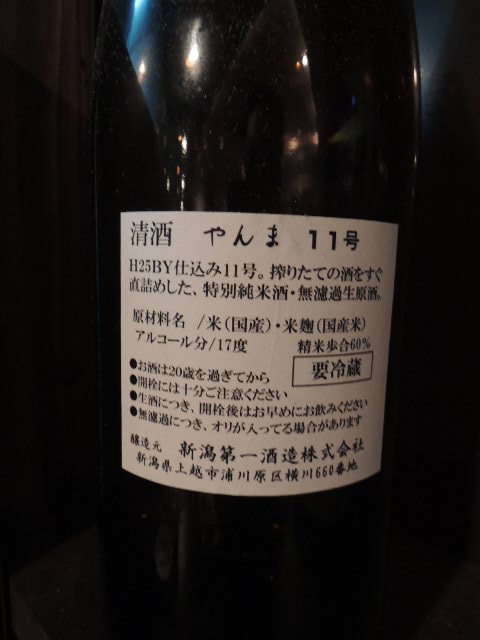 清酒 やんま 11号
H25BY仕込み11号。搾りたての酒をすぐ
直詰めした、特別純米酒・無濾過生原酒。
原材料名 /米(国産)・米麹(国産米)
アルコール分/17度 精米歩合60%
●お酒は20歳を過ぎてから
要冷蔵
●開栓には十分ご注意ください
●生酒につき、開栓後はお早めにお飲みください
●無濾過につき、オリが入ってる場合があります
醸造元 新潟第一酒造株式会社
新潟県上越市浦川原区横川660番地